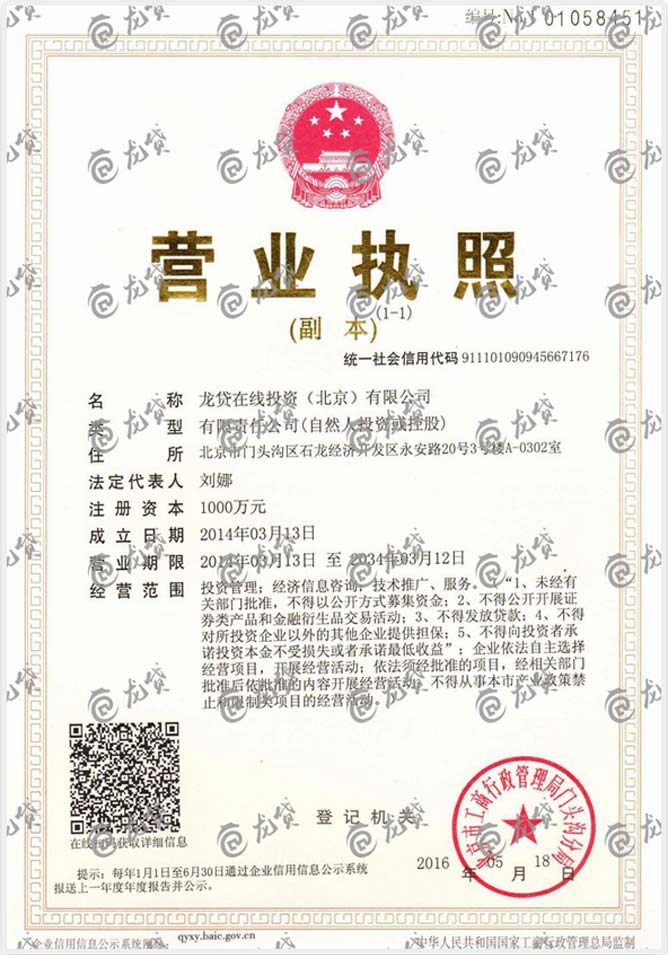 编号:No 01058451
营业执照
(副 本)(1-1)
统一社会信用代码 911101090945667176
名 称 龙贷在线投资（北京）有限公司
类 型 有限责任公司(自然人投资或控股)
住 所 北京市门头沟区石龙经济开发区永安路20号3号楼A-0302室
法定代表人 刘娜
注册资本 1000万元
成立日期 2014年03月13日
营业期限 2014年03月13日 至 2034年03月12日
经营范围 投资管理；经济信息咨询；技术推广、服务。（“1、未经有
关部门批准，不得以公开方式募集资金；2、不得公开开展证
券类产品和金融衍生品交易活动；3、不得发放贷款；4、不得
对所投资企业以外的其他企业提供担保；5、不得向投资者承
诺投资本金不受损失或者承诺最低收益”；企业依法自主选择
经营项目，开展经营活动；依法须经批准的项目，经相关部门
批准后依批准的内容开展经营活动；不得从事本市产业政策禁
止和限制类项目的经营活动。
在线扫码获取详细信息
登记机关
北京市工商行政管理局门头沟分局
2016年05月18日
提示：每年1月1日至6月30日通过企业信用信息公示系统
报送上一年度年度报告并公示。
企业信用信息公示系统网址: qyxy.baic.gov.cn
中华人民共和国国家工商行政管理总局监制
龙贷